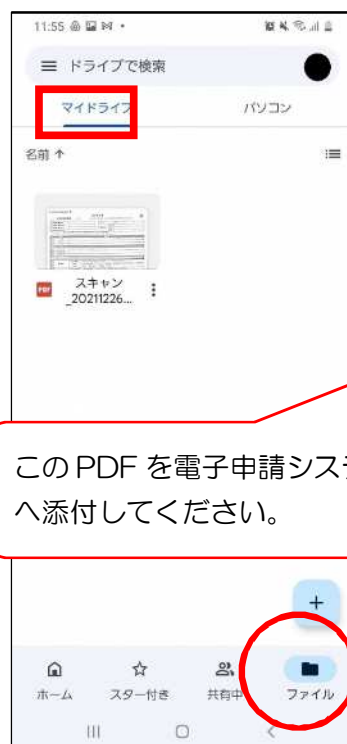 11:55
ドライブで検索
マイドライブ
パソコン
名前 ↑
PDF
スキャン
_20211226...
この PDF を電子申請システ
へ添付してください。
ホーム
スター付き
共有中
ファイル